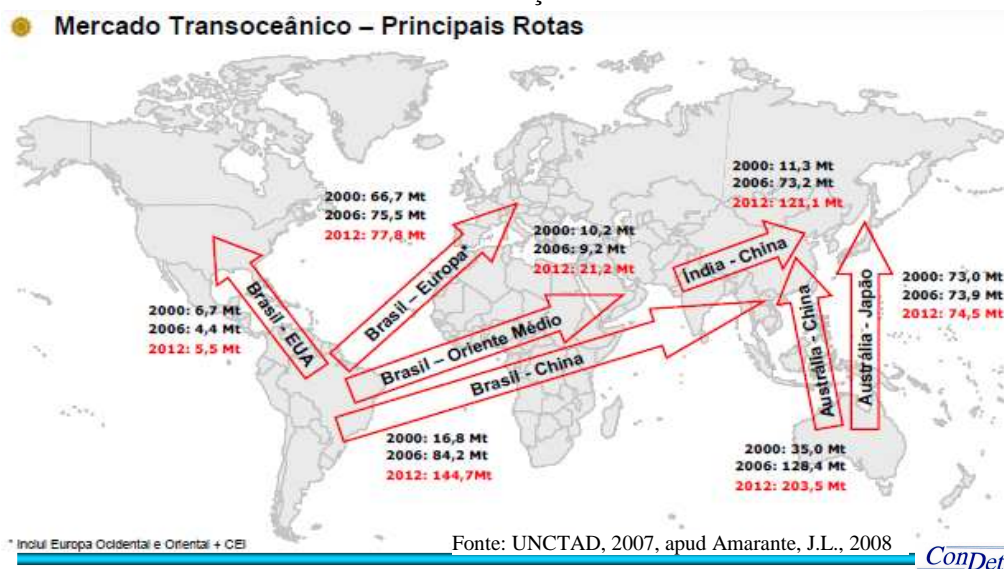 Mercado Transoceânico – Principais Rotas
2000: 66,7 Mt
2006: 75,5 Mt
2012: 77,8 Mt
2000: 11,3 Mt
2006: 73,2 Mt
2012: 121,1 Mt
2000: 10,2 Mt
2006: 9,2 Mt
2012: 21,2 Mt
2000: 6,7 Mt
2006: 4,4 Mt
2012: 5,5 Mt
2000: 73,0 Mt
2006: 73,9 Mt
2012: 74,5 Mt
Brasil - EUA
Brasil – Europa*
Brasil – Oriente Médio
Brasil - China
Índia - China
Austrália - China
Austrália - Japão
2000: 16,8 Mt
2006: 84,2 Mt
2012: 144,7Mt
2000: 35,0 Mt
2006: 128,4 Mt
2012: 203,5 Mt
* Inclui Europa Ocidental e Oriental + CEI
Fonte: UNCTAD, 2007, apud Amarante, J.L., 2008
ConDet